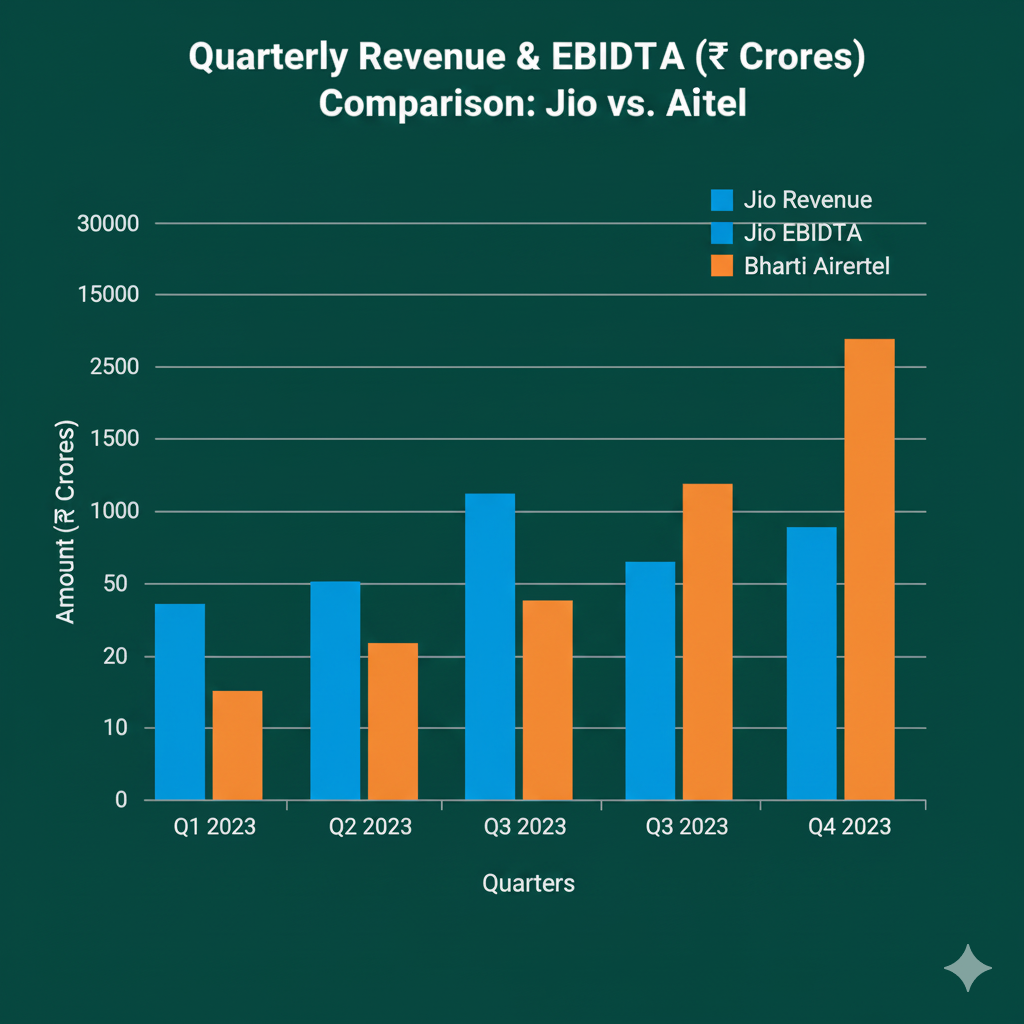 Quarterly Revenue & EBIDTA (₹ Crores)
Comparison: Jio vs. Aitel
Jio Revenue
Jio EBIDTA
Bharti Airertel
30000
15000
2500
1500
1000
50
20
10
0
Amount (₹ Crores)
Q1 2023 Q2 2023 Q3 2023 Q3 2023 Q4 2023
Quarters